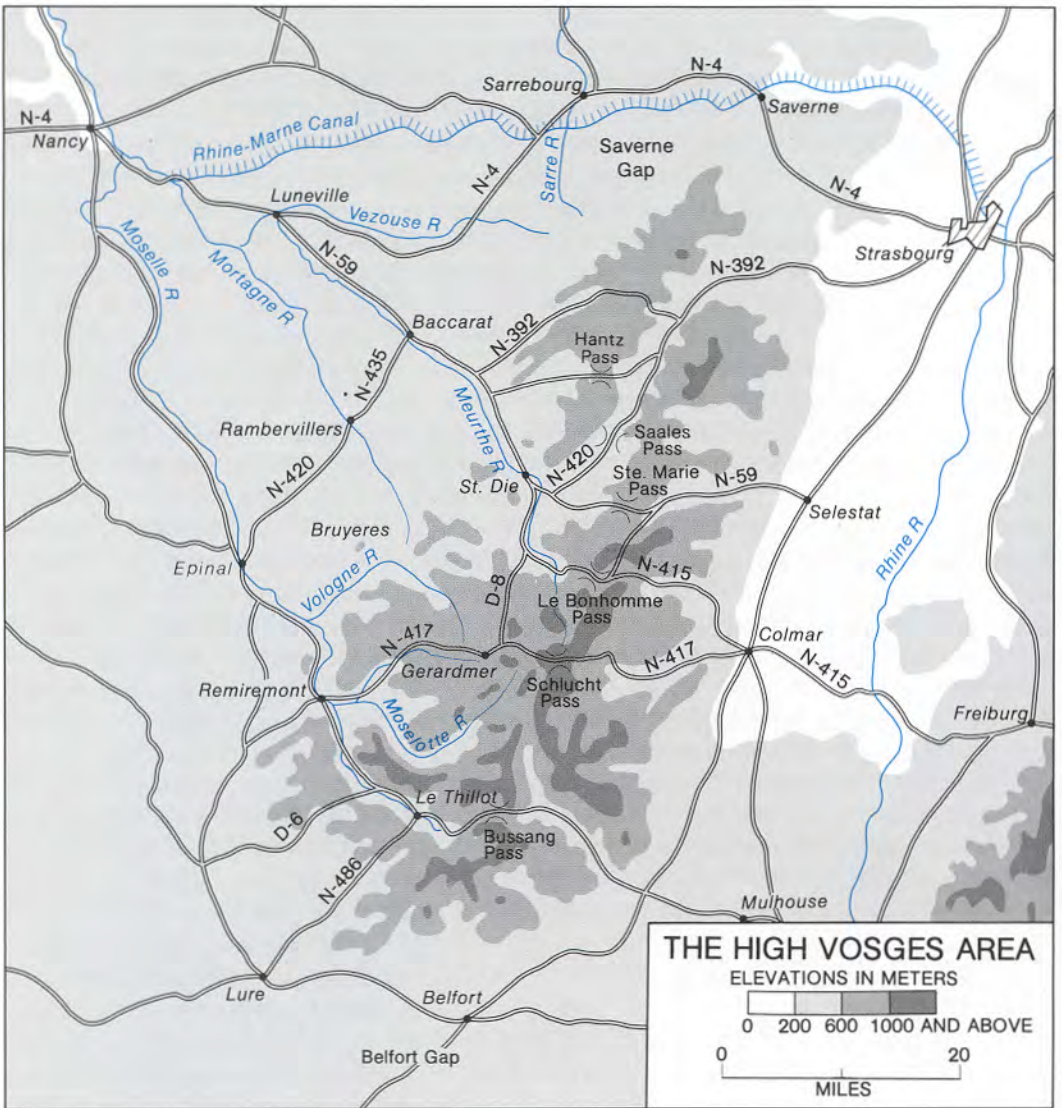 Sarrebourg
N-4
Saverne
N-4
Nancy
Rhine-Marne Canal
Saverne
Gap
Sarre R
N-4
N-4
Luneville
Vezouse R
Strasbourg
Moselle R
Mortagne R
N-59
N-392
Baccarat
N-392
Hantz
Pass
N-435
Meurthe R
Rambervillers
Saales
Pass
N-420
N-420
St. Die
Ste. Marie
Pass
N-59
Selestat
Bruyeres
Rhine R
Epinal
Vologne R
D-8
N-415
Le Bonhomme
Pass
Colmar
N-417
Gerardmer
N-417
N-415
Remiremont
Schlucht
Pass
Moselotte R
Freiburg
Le Thillot
D-6
Bussang
Pass
N-486
Mulhouse
Lure
Belfort
Belfort Gap
THE HIGH VOSGES AREA
ELEVATIONS IN METERS
0 200 600 1000 AND ABOVE
0 20
MILES